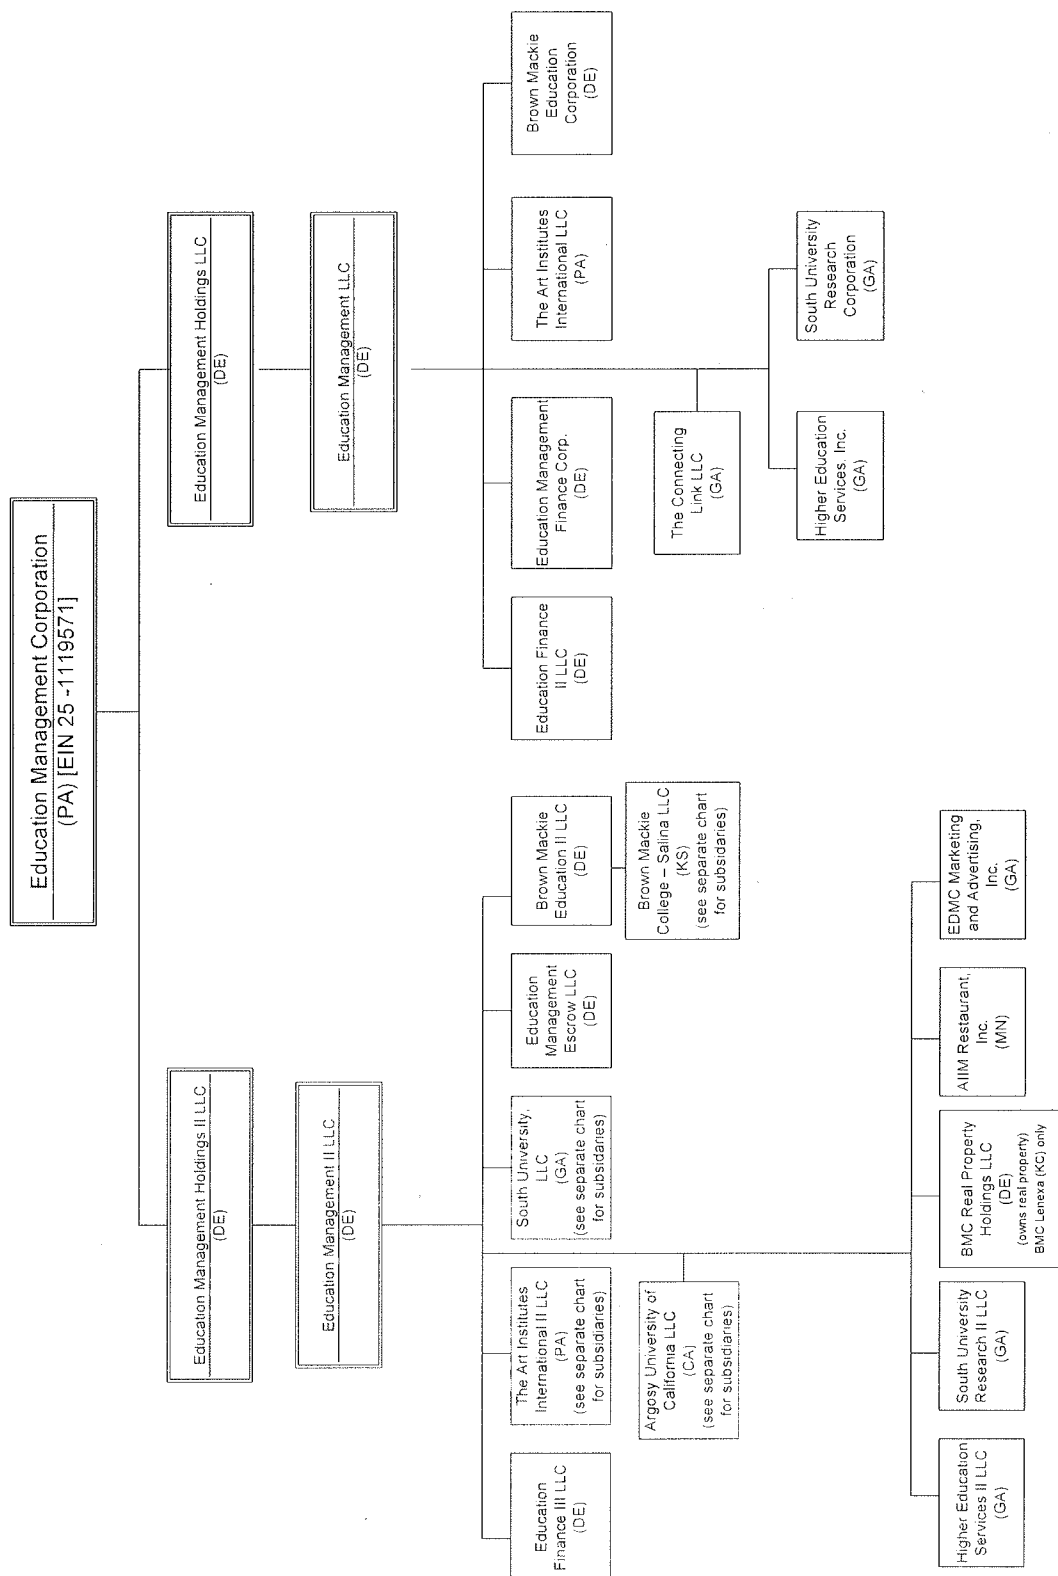 Education Management Corporation
(PA) [EIN 25 -1119571]
Education Management Holdings II LLC
(DE)
Education Management Holdings LLC
(DE)
Education Management II LLC
(DE)
Education Management LLC
(DE)
Education
Finance III LLC
(DE)
The Art Institutes
International II LLC
(PA)
(see separate chart
for subsidiaries)
South University,
LLC
(GA)
(see separate chart
for subsidaries)
Education
Management
Escrow LLC
(DE)
Brown Mackie
Education II LLC
(DE)
Education Finance
II LLC
(DE)
Education Management
Finance Corp.
(DE)
The Art Institutes
International LLC
(PA)
Brown Mackie
Education
Corporation
(DE)
Argosy University of
California LLC
(CA)
(see separate chart
for subsidiaries)
Brown Mackie
College – Salina LLC
(KS)
(see separate chart
for subsidaries)
The Connecting
Link LLC
(GA)
Higher Education
Services, Inc.
(GA)
South University
Research
Corporation
(GA)
Higher Education
Services II LLC
(GA)
South University
Research II LLC
(GA)
BMC Real Property
Holdings LLC
(DE)
(owns real property)
BMC Lenexa (KC) only
AIIM Restaurant,
Inc.
(MN)
EDMC Marketing
and Advertising,
Inc.
(GA)